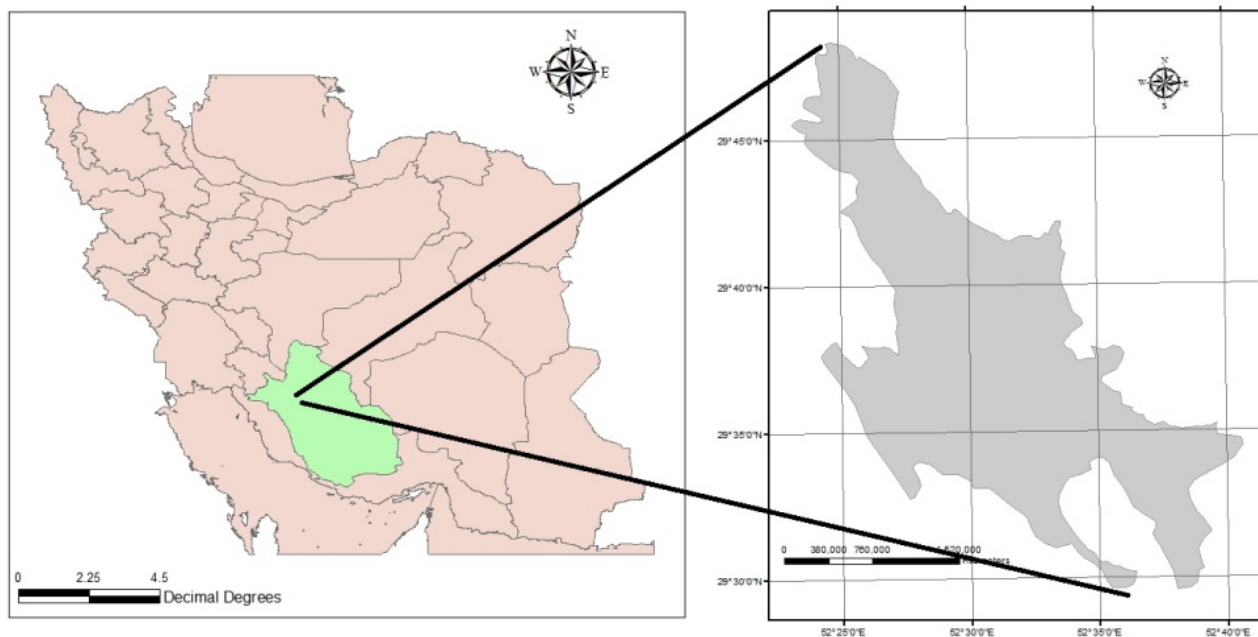 N
W E
S
0 2.25 4.5
Decimal Degrees
N
W E
S
29°45'0"N
29°40'0"N
29°35'0"N
29°30'0"N
0 380,000 760,000
52°25'0"E 52°30'0"E 52°35'0"E 52°40'0"E